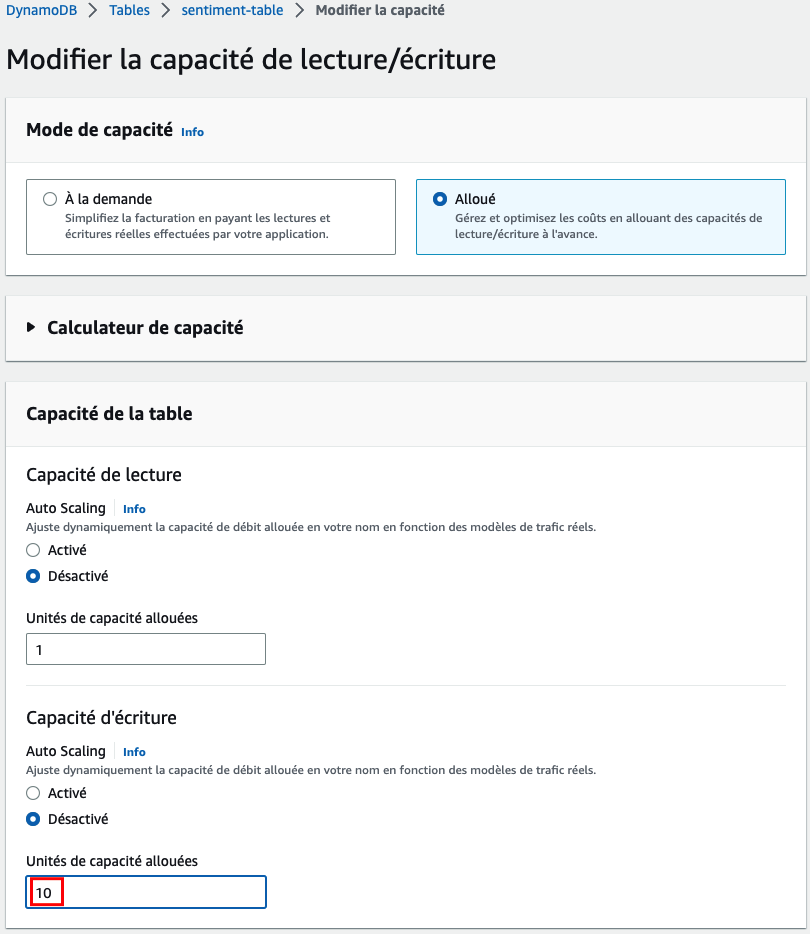 DynamoDB > Tables > sentiment-table > Modifier la capacité
Modifier la capacité de lecture/écriture
Mode de capacité Info
À la demande
Simplifiez la facturation en payant les lectures et
écritures réelles effectuées par votre application.
Alloué
Gérez et optimisez les coûts en allouant des capacités de
lecture/écriture à l'avance.
Calculateur de capacité
Capacité de la table
Capacité de lecture
Auto Scaling Info
Ajuste dynamiquement la capacité de débit allouée en votre nom en fonction des modèles de trafic réels.
Activé
Désactivé
Unités de capacité allouées
1
Capacité d'écriture
Auto Scaling Info
Ajuste dynamiquement la capacité de débit allouée en votre nom en fonction des modèles de trafic réels.
Activé
Désactivé
Unités de capacité allouées
10